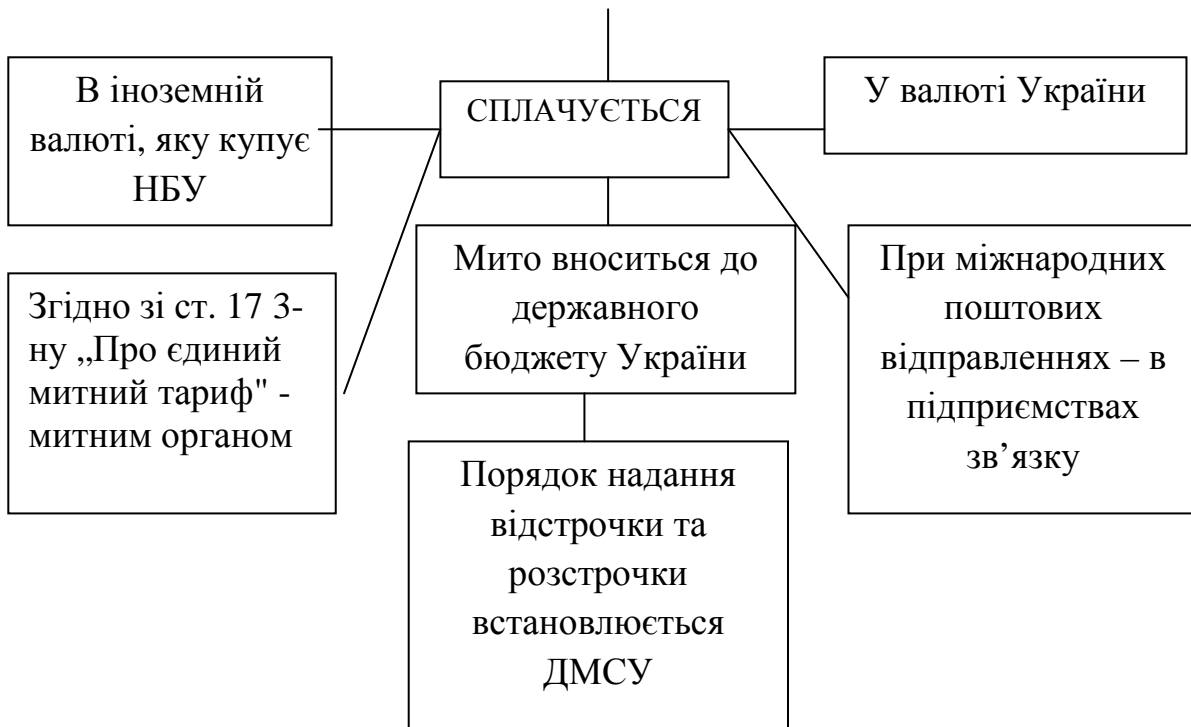 В іноземній
валюті, яку купує
НБУ
СПЛАЧУЄТЬСЯ
У валюті України
Згідно зі ст. 17 З-
ну „Про єдиний
митний тариф" -
митним органом
Мито вноситься до
державного
бюджету України
При міжнародних
поштових
відправленнях – в
підприємствах
зв’язку
Порядок надання
відстрочки та
розстрочки
встановлюється
ДМСУ